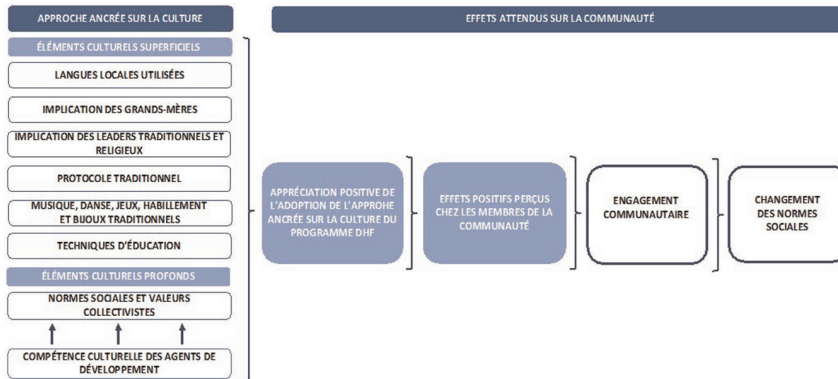 APPROCHE ANCRÉE SUR LA CULTURE
EFFETS ATTENDUS SUR LA COMMUNAUTÉ
ÉLÉMENTS CULTURELS SUPERFICIELS
LANGUES LOCALES UTILISÉES
IMPLICATION DES GRANDS-MÈRES
IMPLICATION DES LEADERS TRADITIONNELS ET
RELIGIEUX
PROTOCOLE TRADITIONNEL
MUSIQUE, DANSE, JEUX, HABILLEMENT
ET BIJOUX TRADITIONNELS
TECHNIQUES D'ÉDUCATION
ÉLÉMENTS CULTURELS PROFONDS
NORMES SOCIALES ET VALEURS
COLLECTIVISTES
COMPÉTENCE CULTURELLE DES AGENTS DE
DÉVELOPPEMENT
APPRÉCIATION POSITIVE DE
L'ADOPTION DE L'APPROHE
ANCRÉE SUR LA CULTURE DU
PROGRAMME DHF
EFFETS POSITIFS PERÇUS
CHEZ LES MEMBRES DE LA
COMMUNAUTÉ
ENGAGEMENT
COMMUNAUTAIRE
CHANGEMENT
DES NORMES
SOCIALES